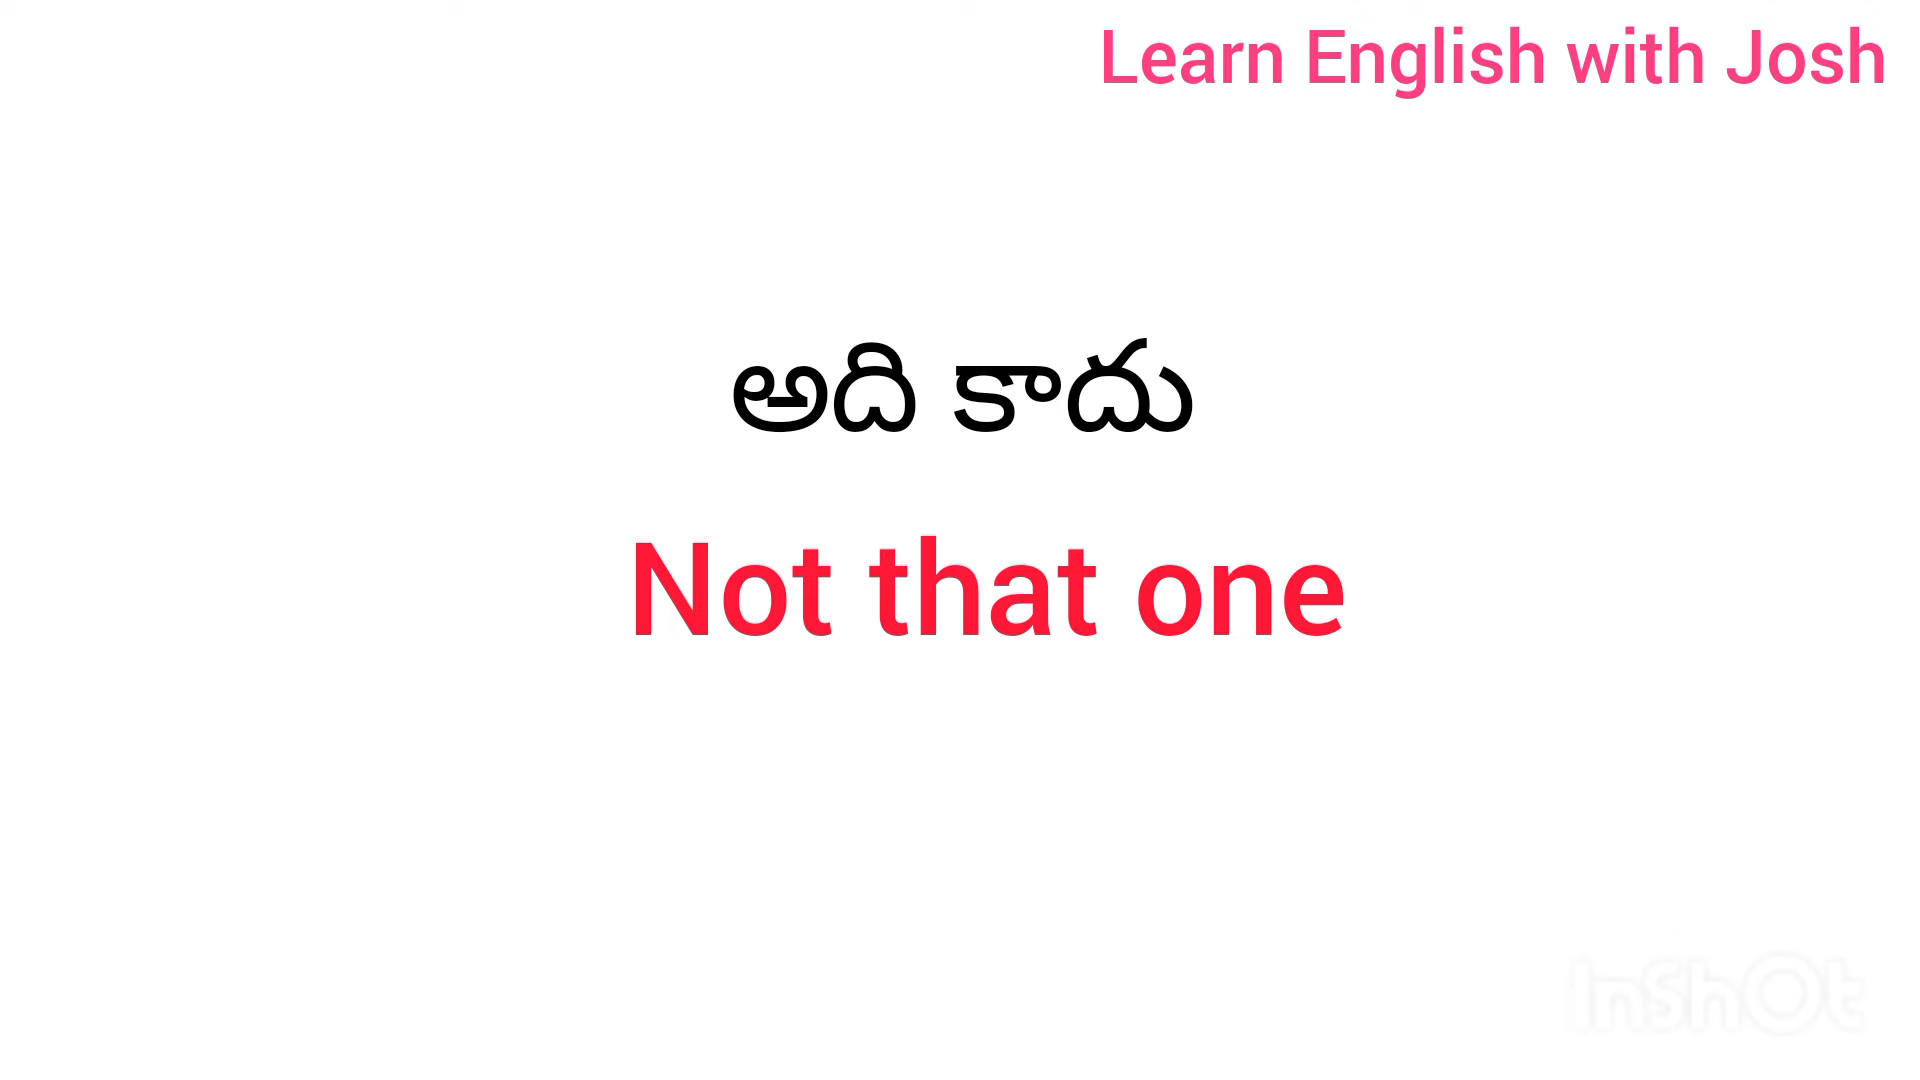 Learn English with Josh
అది కాదు
Not that one
InShOt